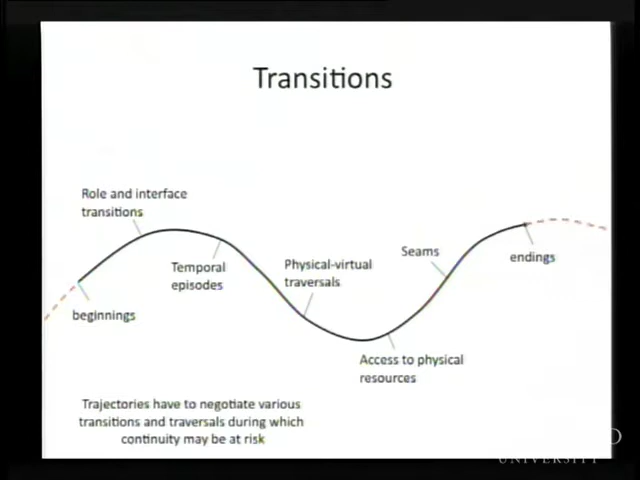 Transitions
Role and interface
transitions
Temporal
episodes
Physical-virtual
traversals
Seams
endings
beginnings
Access to physical
resources
Trajectories have to negotiate various
transitions and traversals during which
continuity may be at risk
UNIVERSITY